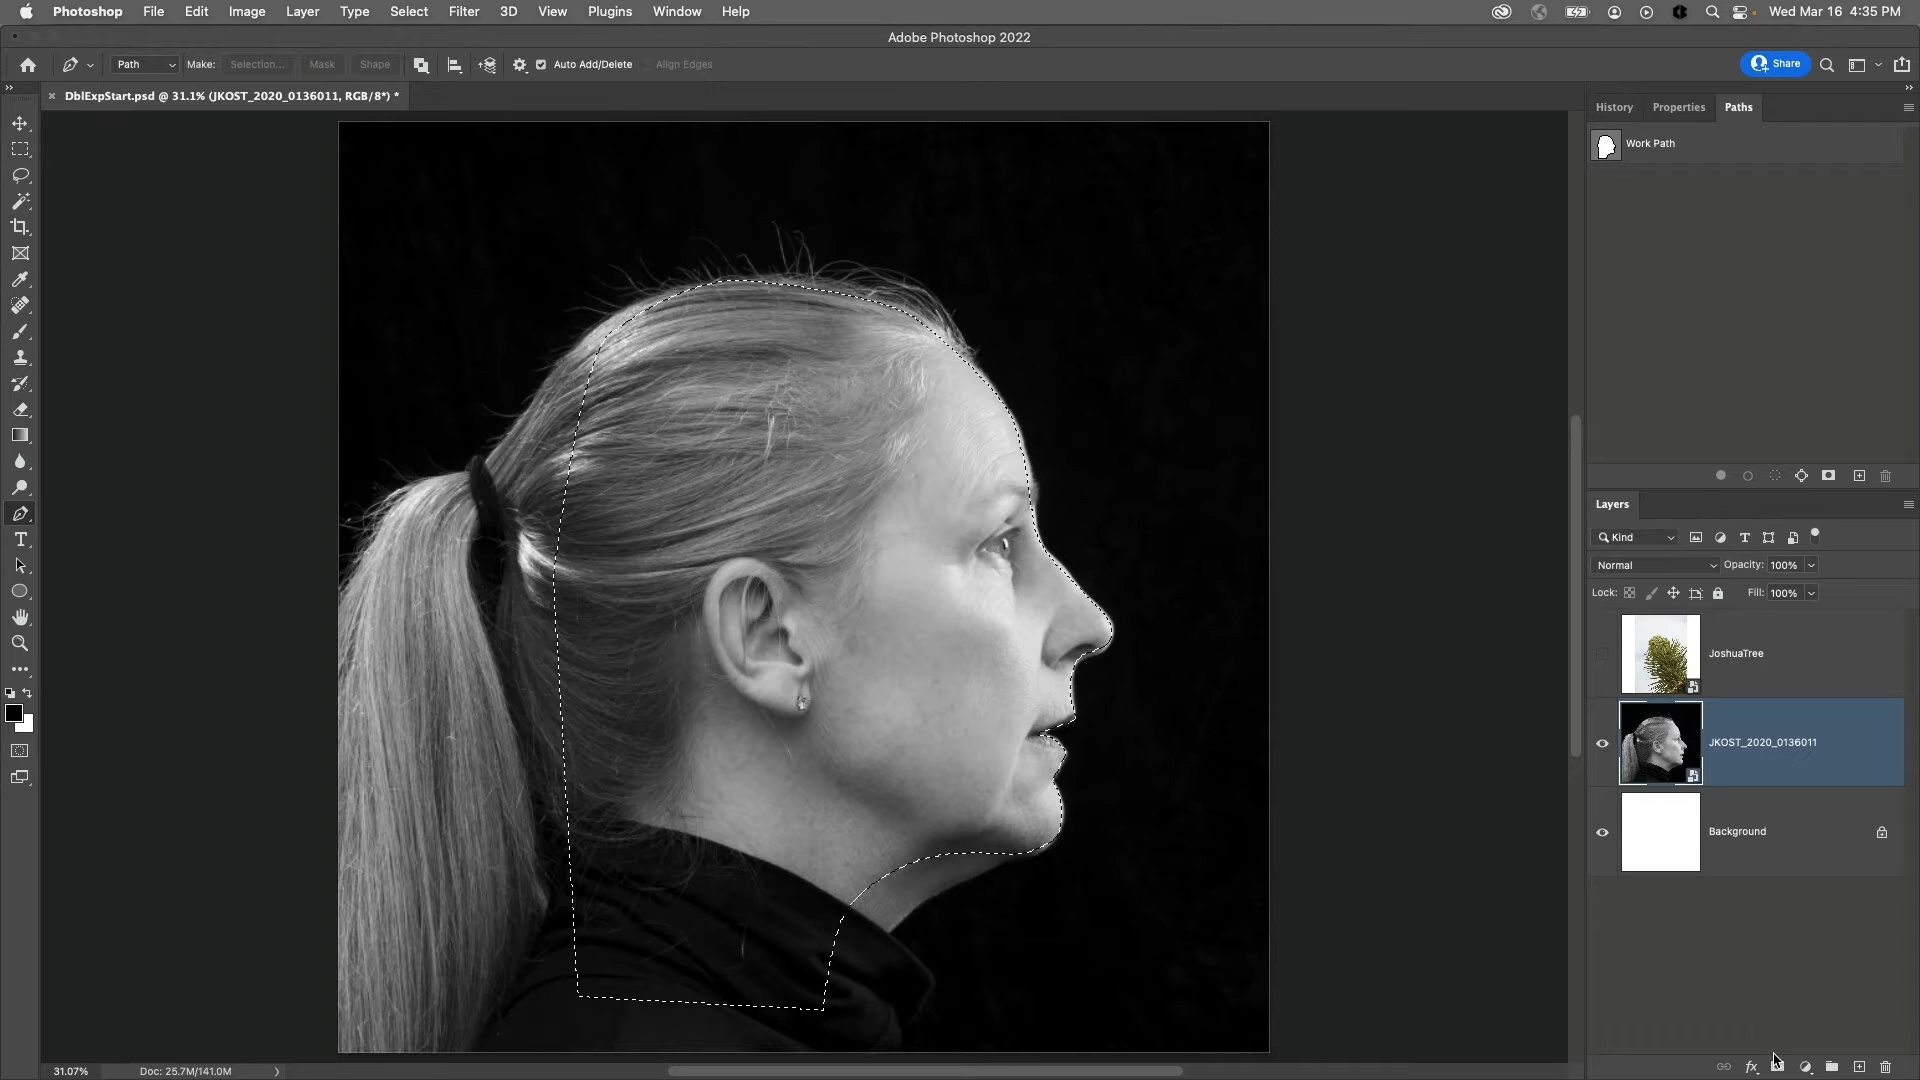 Photoshop File Edit Image Layer Type Select Filter 3D View Plugins Window Help Wed Mar 16 4:35 PM
Adobe Photoshop 2022
Path Make: Selection... Mask Shape Auto Add/Delete Align Edges Share
DblExpStart.psd @ 31.1% (JKOST_2020_0136011, RGB/8*) *
History Properties Paths
Work Path
Layers
Kind
Normal Opacity: 100%
Lock: Fill: 100%
JoshuaTree
JKOST_2020_0136011
Background
31.07% Doc: 25.7M/141.0M